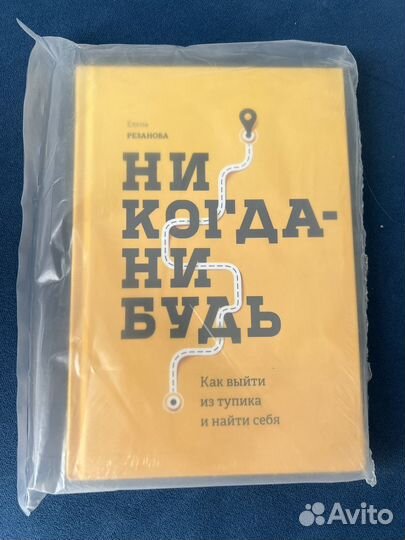 Елена
РЕЗАНОВА
НИ
КОГДА-
НИ
БУДЬ
Как выйти
из тупика
и найти себя
Avito